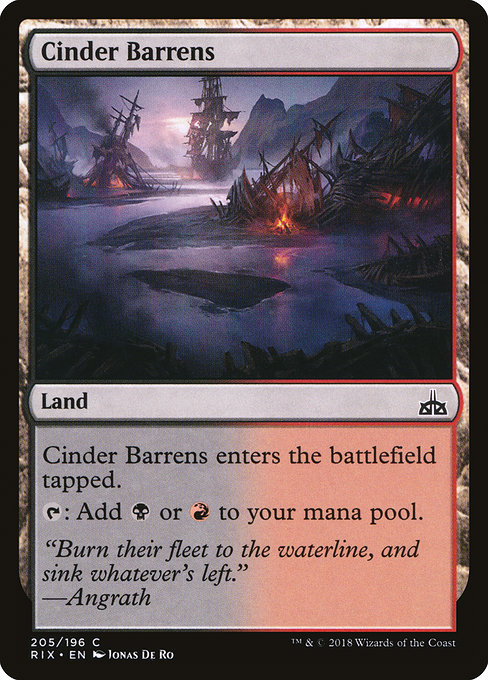 Cinder Barrens
Land
Cinder Barrens enters the battlefield
tapped.
: Add or to your mana pool.
“Burn their fleet to the waterline, and
sink whatever’s left.”
—Angrath
205/196 C
RIX • EN Jonas De Ro
™ & © 2018 Wizards of the Coast